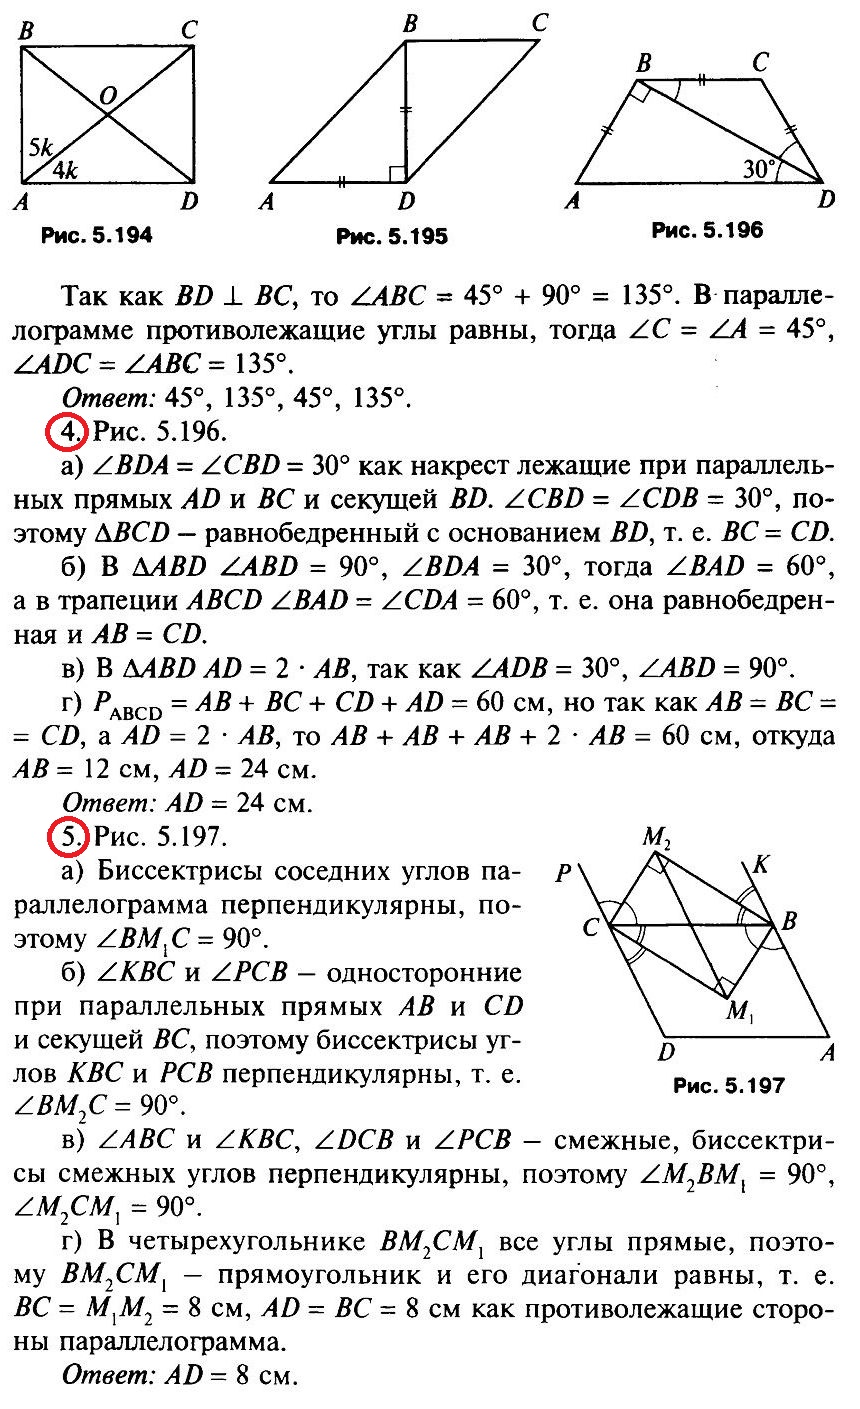 B C
O
5k
4k
A D
Рис. 5.194
B C
A D
Рис. 5.195
B C
30°
A D
Рис. 5.196
Так как BD ⊥ BC, то ∠ABC = 45° + 90° = 135°. В паралле-
лограмме противолежащие углы равны, тогда ∠C = ∠A = 45°,
∠ADC = ∠ABC = 135°.
Ответ: 45°, 135°, 45°, 135°.
4. Рис. 5.196.
а) ∠BDA = ∠CBD = 30° как накрест лежащие при параллель-
ных прямых AD и BC и секущей BD. ∠CBD = ∠CDB = 30°, по-
этому ΔBCD – равнобедренный с основанием BD, т. е. BC = CD.
б) В ΔABD ∠ABD = 90°, ∠BDA = 30°, тогда ∠BAD = 60°,
а в трапеции ABCD ∠BAD = ∠CDA = 60°, т. е. она равнобедрен-
ная и AB = CD.
в) В ΔABD AD = 2 · AB, так как ∠ADB = 30°, ∠ABD = 90°.
г) P_ABCD = AB + BC + CD + AD = 60 см, но так как AB = BC =
= CD, а AD = 2 · AB, то AB + AB + AB + 2 · AB = 60 см, откуда
AB = 12 см, AD = 24 см.
Ответ: AD = 24 см.
5. Рис. 5.197.
а) Биссектрисы соседних углов па-
раллелограмма перпендикулярны, по-
этому ∠BM₁C = 90°.
б) ∠KBC и ∠PCB – односторонние
при параллельных прямых AB и CD
и секущей BC, поэтому биссектрисы уг-
лов KBC и PCB перпендикулярны, т. е.
∠BM₂C = 90°.
M₂
P K
C B
M₁
D A
Рис. 5.197
в) ∠ABC и ∠KBC, ∠DCB и ∠PCB – смежные, биссектри-
сы смежных углов перпендикулярны, поэтому ∠M₂BM₁ = 90°,
∠M₂CM₁ = 90°.
г) В четырехугольнике BM₂CM₁ все углы прямые, поэто-
му BM₂CM₁ – прямоугольник и его диагонали равны, т. е.
BC = M₁M₂ = 8 см, AD = BC = 8 см как противолежащие сторо-
ны параллелограмма.
Ответ: AD = 8 см.